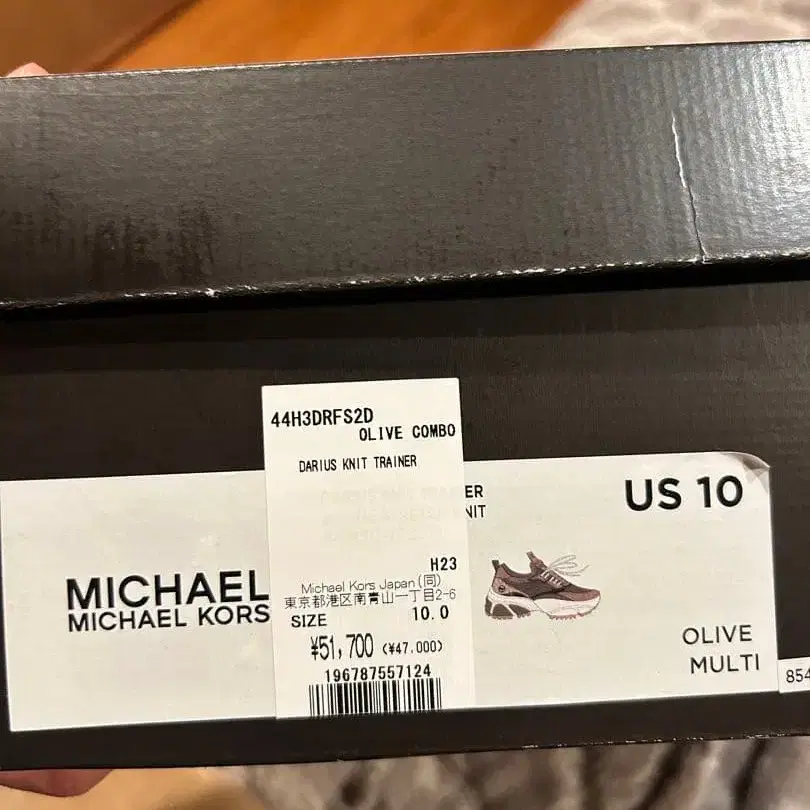 44H3DRFS2D
OLIVE COMBO
DARIUS KNIT TRAINER
ER
NIT
US 10
MICHAEL
MICHAEL KORS
H23
Michael Kors Japan (同)
東京都港区南青山一丁目2-6
SIZE 10.0
¥51,700 (¥47.000)
196787557124
OLIVE
MULTI
854